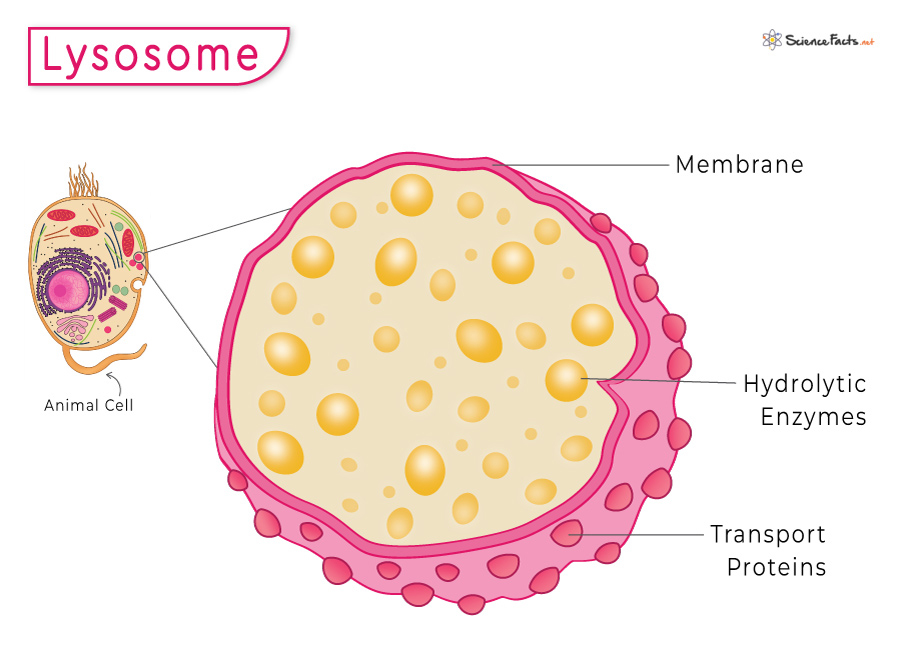 Lysosome
ScienceFacts.net
Membrane
Hydrolytic
Enzymes
Animal Cell
Transport
Proteins